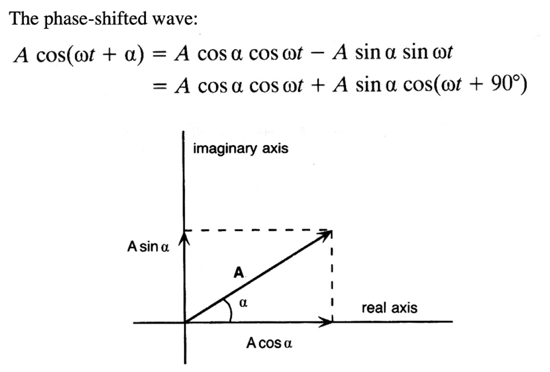 The phase-shifted wave:
A cos(ωt + α) = A cos α cos ωt − A sin α sin ωt
= A cos α cos ωt + A sin α cos(ωt + 90°)
imaginary axis
A sin α
A
α
real axis
A cos α